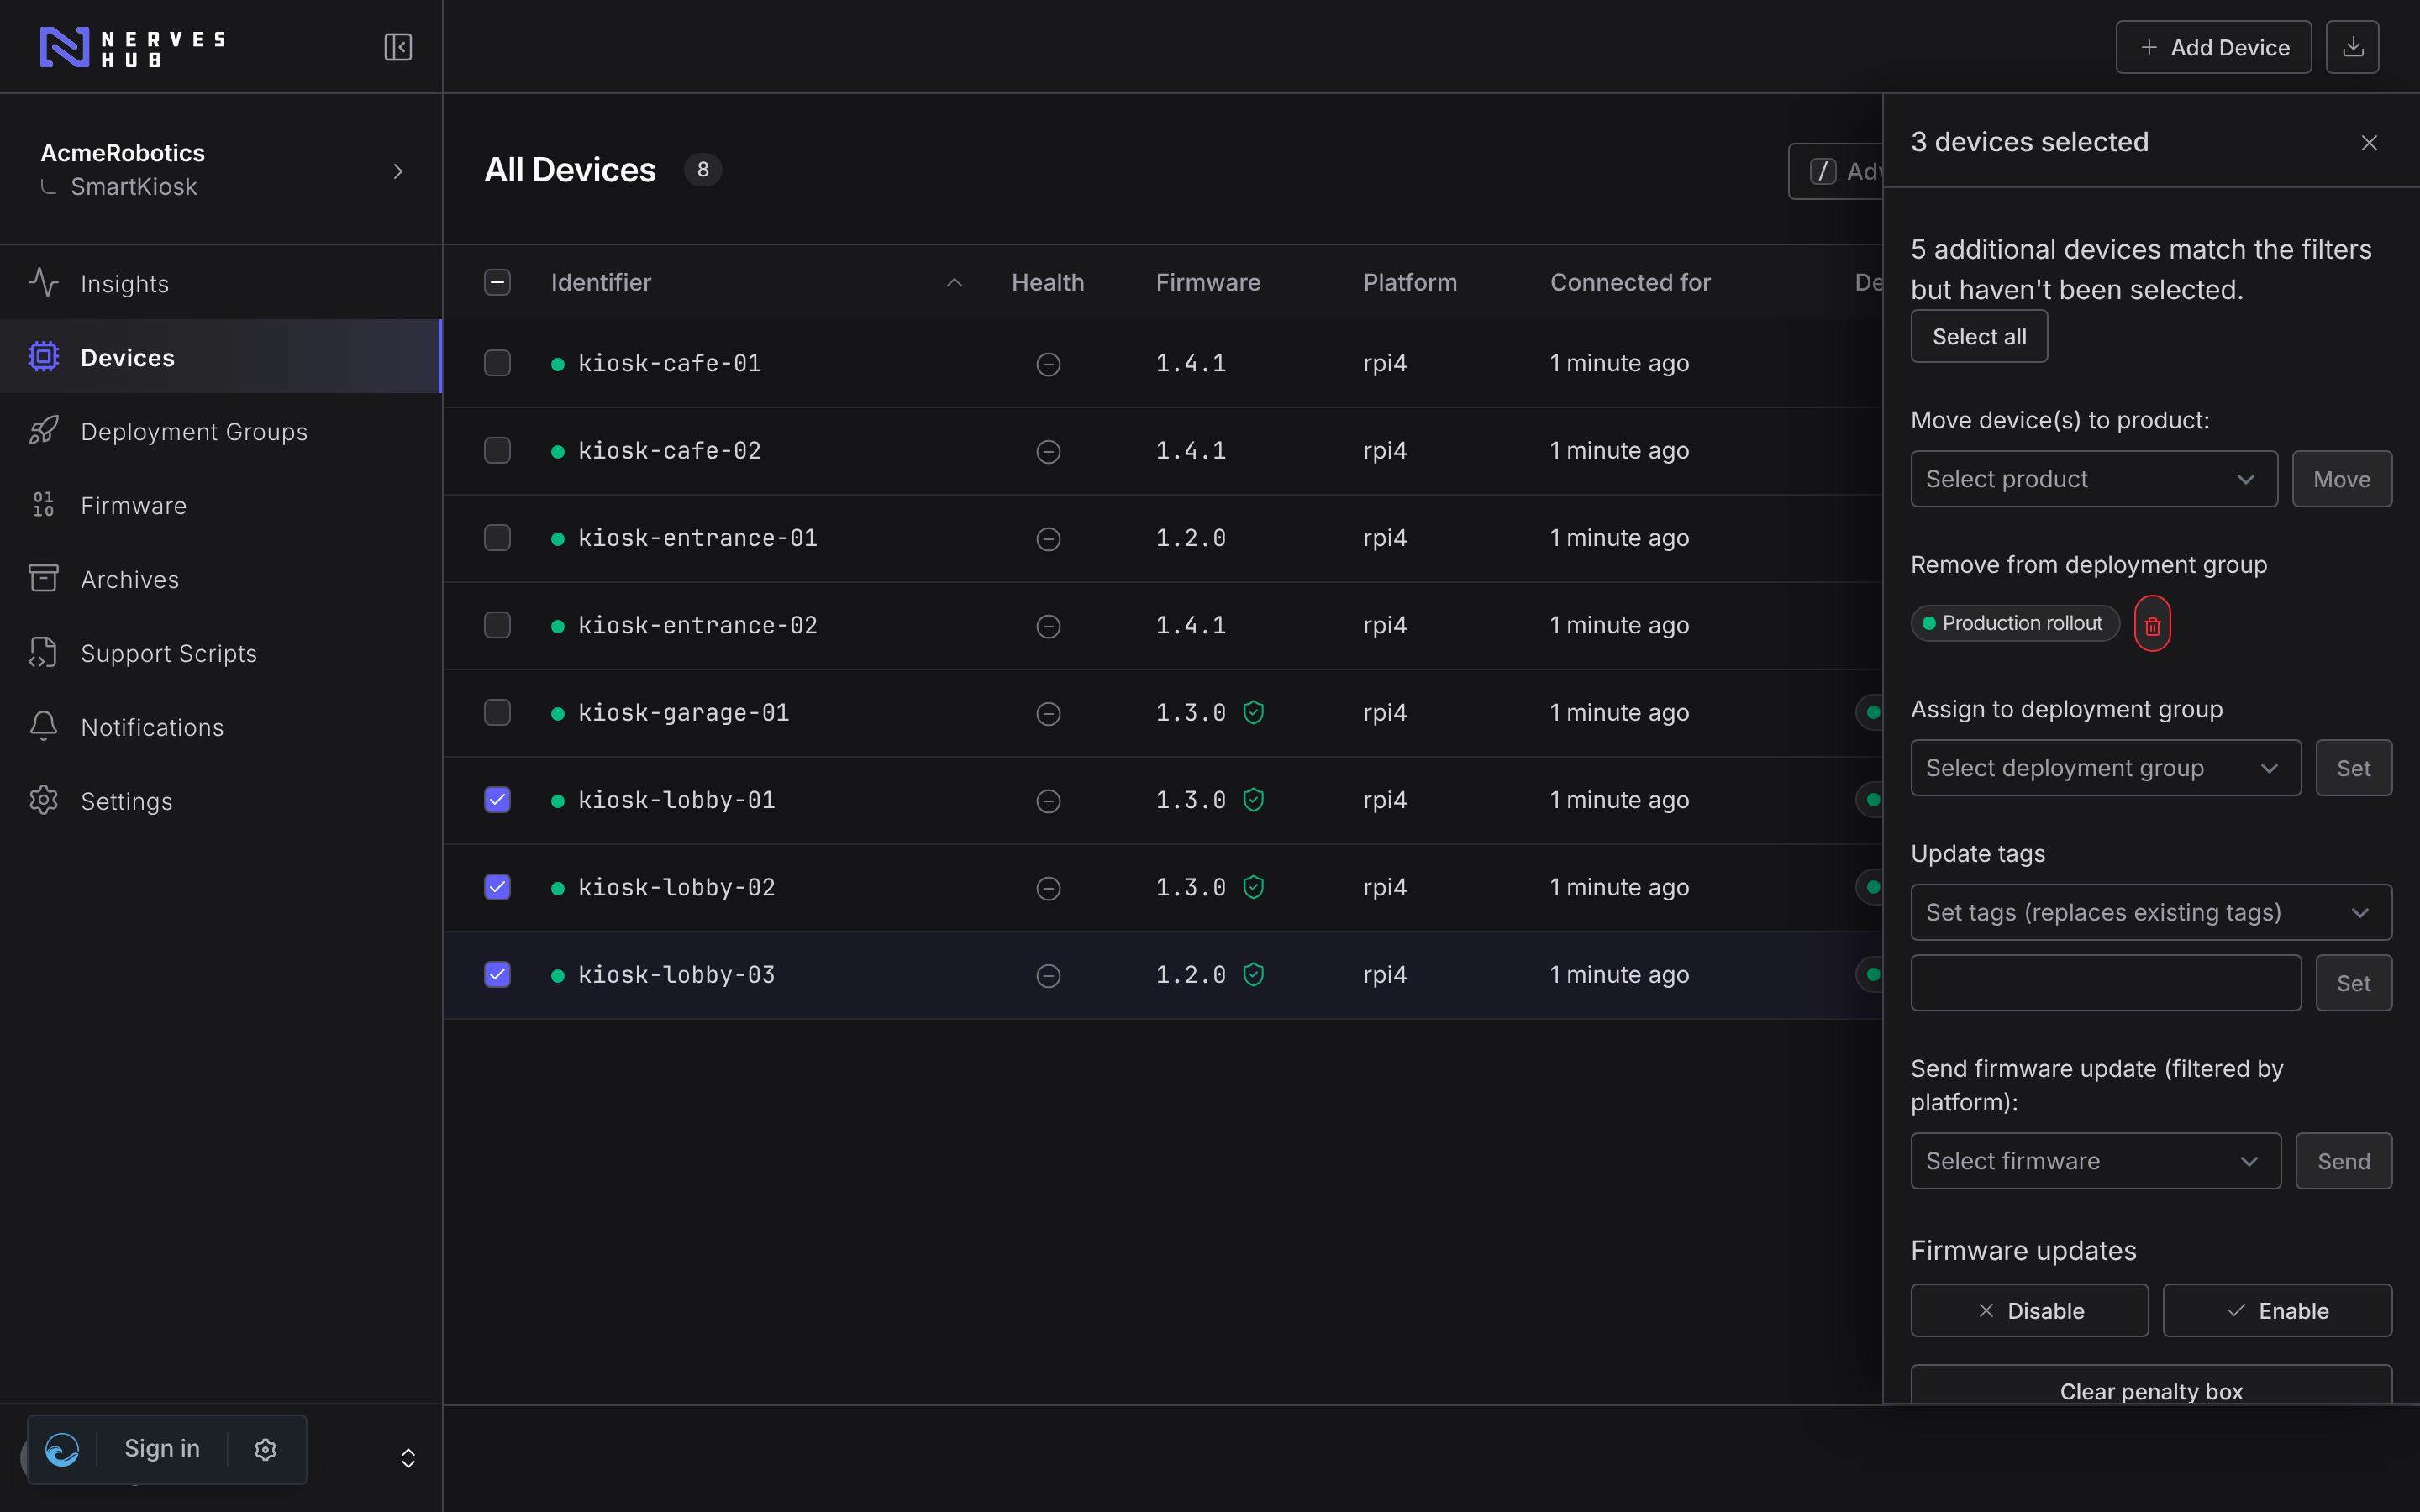 NERVES
HUB
Add Device
AcmeRobotics
SmartKiosk
Insights
Devices
Deployment Groups
Firmware
Archives
Support Scripts
Notifications
Settings
Sign in
All Devices 8
/
Identifier Health Firmware Platform Connected for
kiosk-cafe-01 1.4.1 rpi4 1 minute ago
kiosk-cafe-02 1.4.1 rpi4 1 minute ago
kiosk-entrance-01 1.2.0 rpi4 1 minute ago
kiosk-entrance-02 1.4.1 rpi4 1 minute ago
kiosk-garage-01 1.3.0 rpi4 1 minute ago
kiosk-lobby-01 1.3.0 rpi4 1 minute ago
kiosk-lobby-02 1.3.0 rpi4 1 minute ago
kiosk-lobby-03 1.2.0 rpi4 1 minute ago
3 devices selected
5 additional devices match the filters
but haven't been selected.
Select all
Move device(s) to product:
Select product Move
Remove from deployment group
Production rollout
Assign to deployment group
Select deployment group Set
Update tags
Set tags (replaces existing tags)
Set
Send firmware update (filtered by
platform):
Select firmware Send
Firmware updates
Disable Enable
Clear penalty box